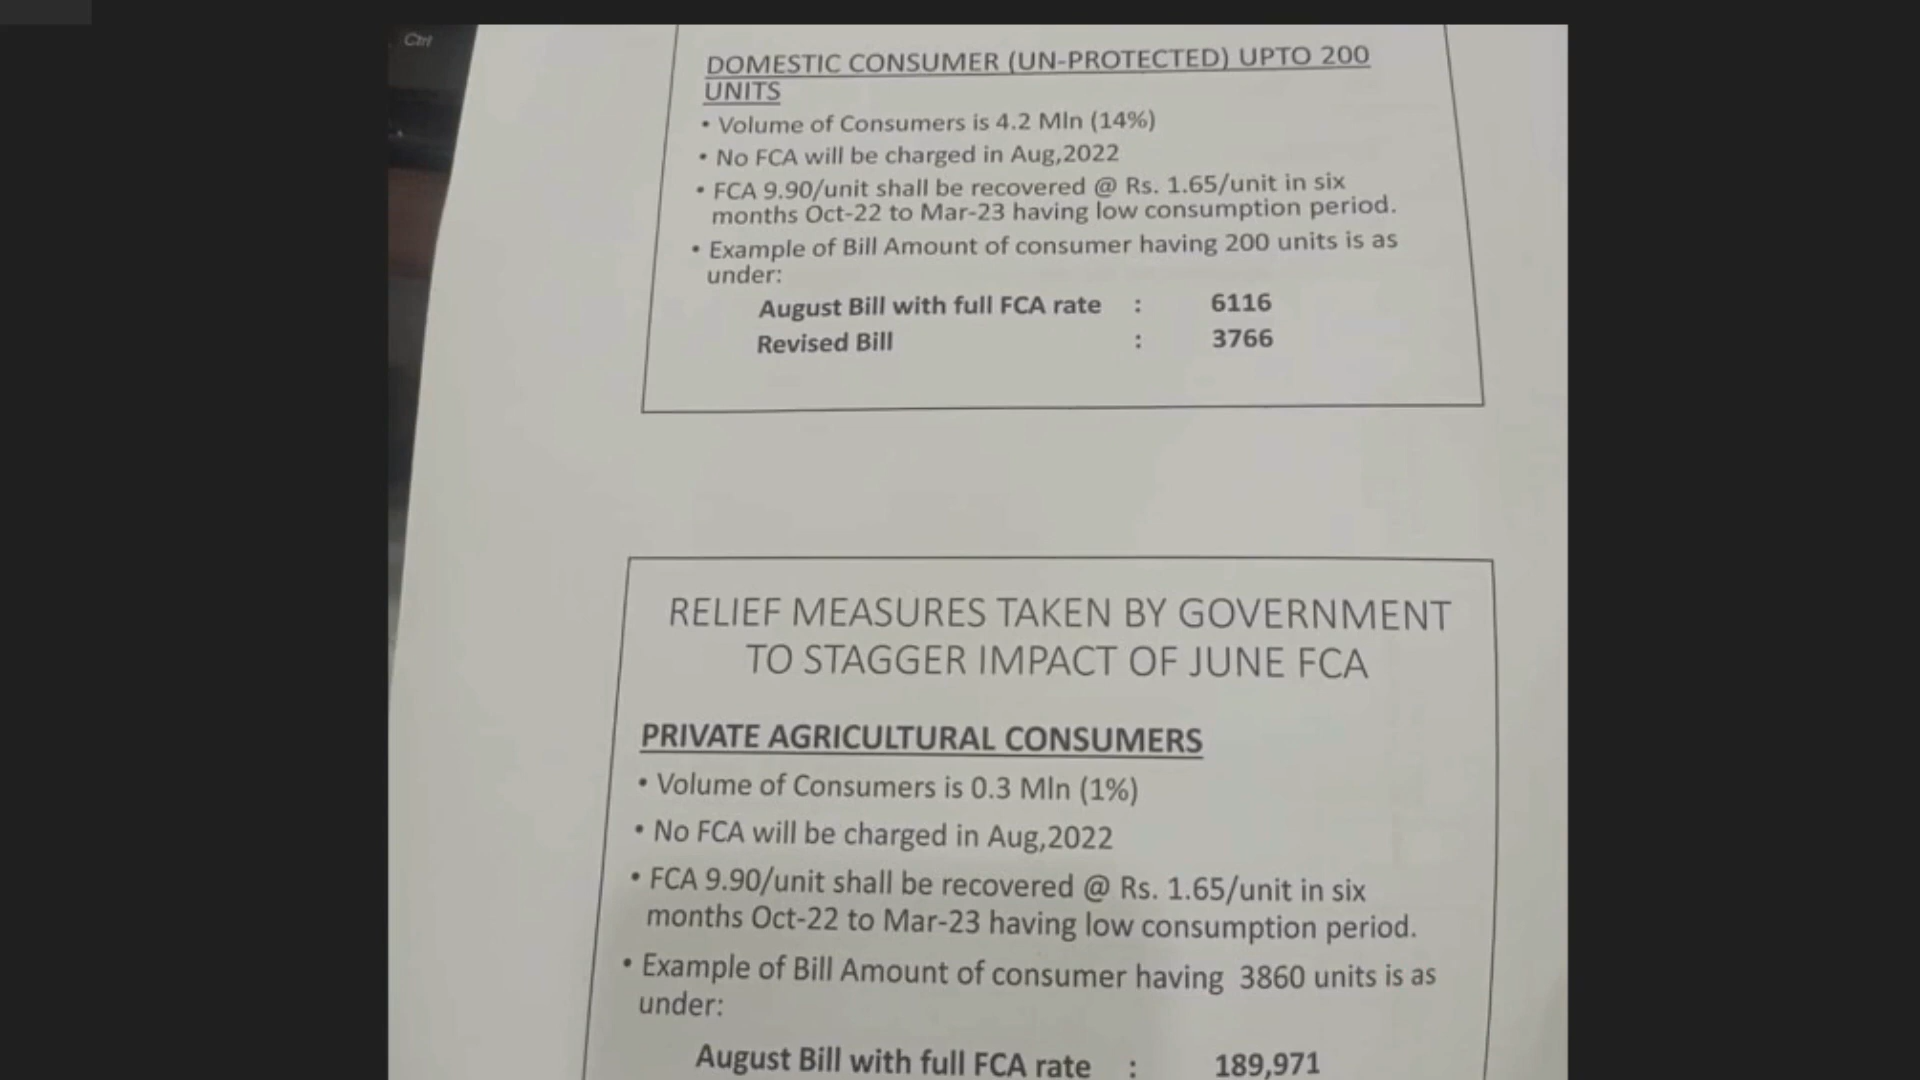 Ctrl
DOMESTIC CONSUMER (UN-PROTECTED) UPTO 200
UNITS
• Volume of Consumers is 4.2 Mln (14%)
• No FCA will be charged in Aug,2022
• FCA 9.90/unit shall be recovered @ Rs. 1.65/unit in six
months Oct-22 to Mar-23 having low consumption period.
• Example of Bill Amount of consumer having 200 units is as
under:
August Bill with full FCA rate : 6116
Revised Bill : 3766
RELIEF MEASURES TAKEN BY GOVERNMENT
TO STAGGER IMPACT OF JUNE FCA
PRIVATE AGRICULTURAL CONSUMERS
• Volume of Consumers is 0.3 Mln (1%)
• No FCA will be charged in Aug,2022
• FCA 9.90/unit shall be recovered @ Rs. 1.65/unit in six
months Oct-22 to Mar-23 having low consumption period.
• Example of Bill Amount of consumer having 3860 units is as
under:
August Bill with full FCA rate : 189,971